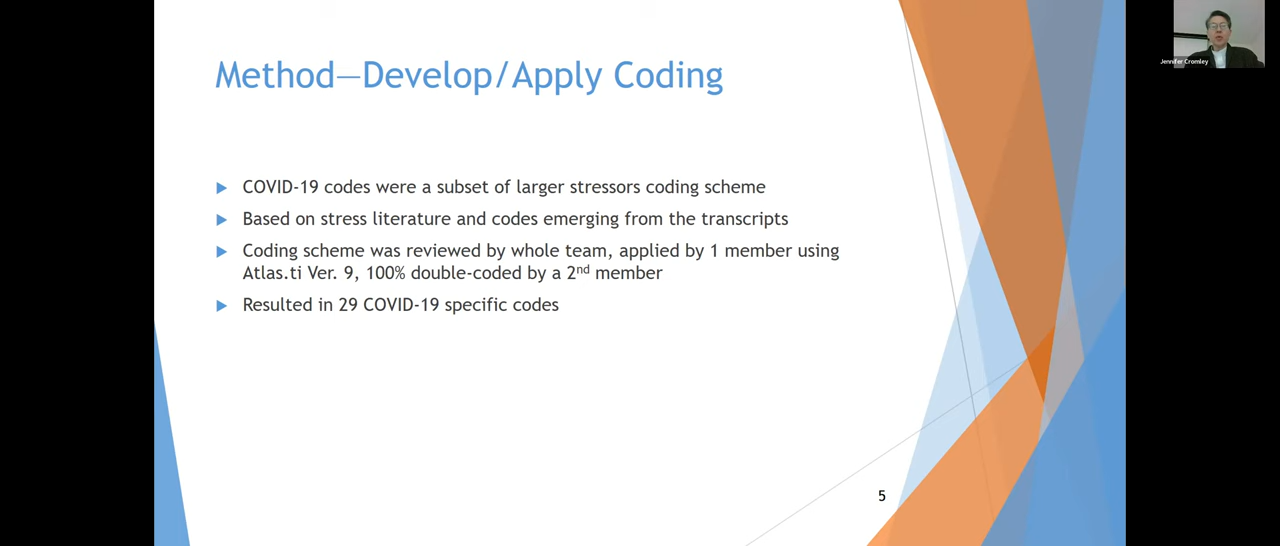 Method—Develop/Apply Coding
COVID-19 codes were a subset of larger stressors coding scheme
Based on stress literature and codes emerging from the transcripts
Coding scheme was reviewed by whole team, applied by 1 member using
Atlas.ti Ver. 9, 100% double-coded by a 2nd member
Resulted in 29 COVID-19 specific codes
5
Jennifer Cromley